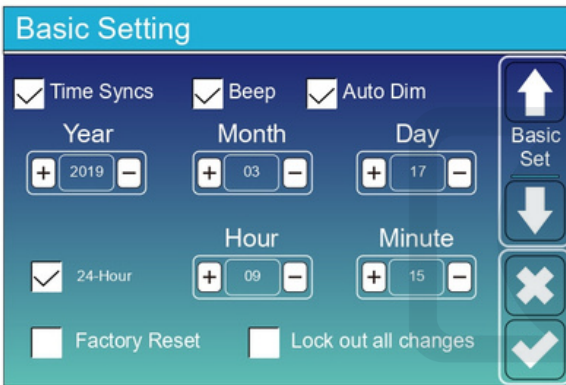 Basic Setting
Time Syncs Beep Auto Dim
Year Month Day
Basic
Set
+ 2019 − + 03 − + 17 −
Hour Minute
24-Hour + 09 − + 15 −
Factory Reset Lock out all changes